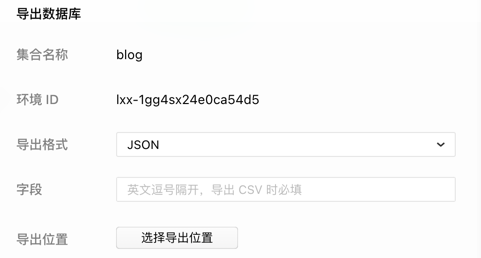 导出数据库
集合名称 blog
环境 ID lxx-1gg4sx24e0ca54d5
导出格式 JSON
字段 英文逗号隔开，导出 CSV 时必填
导出位置 选择导出位置